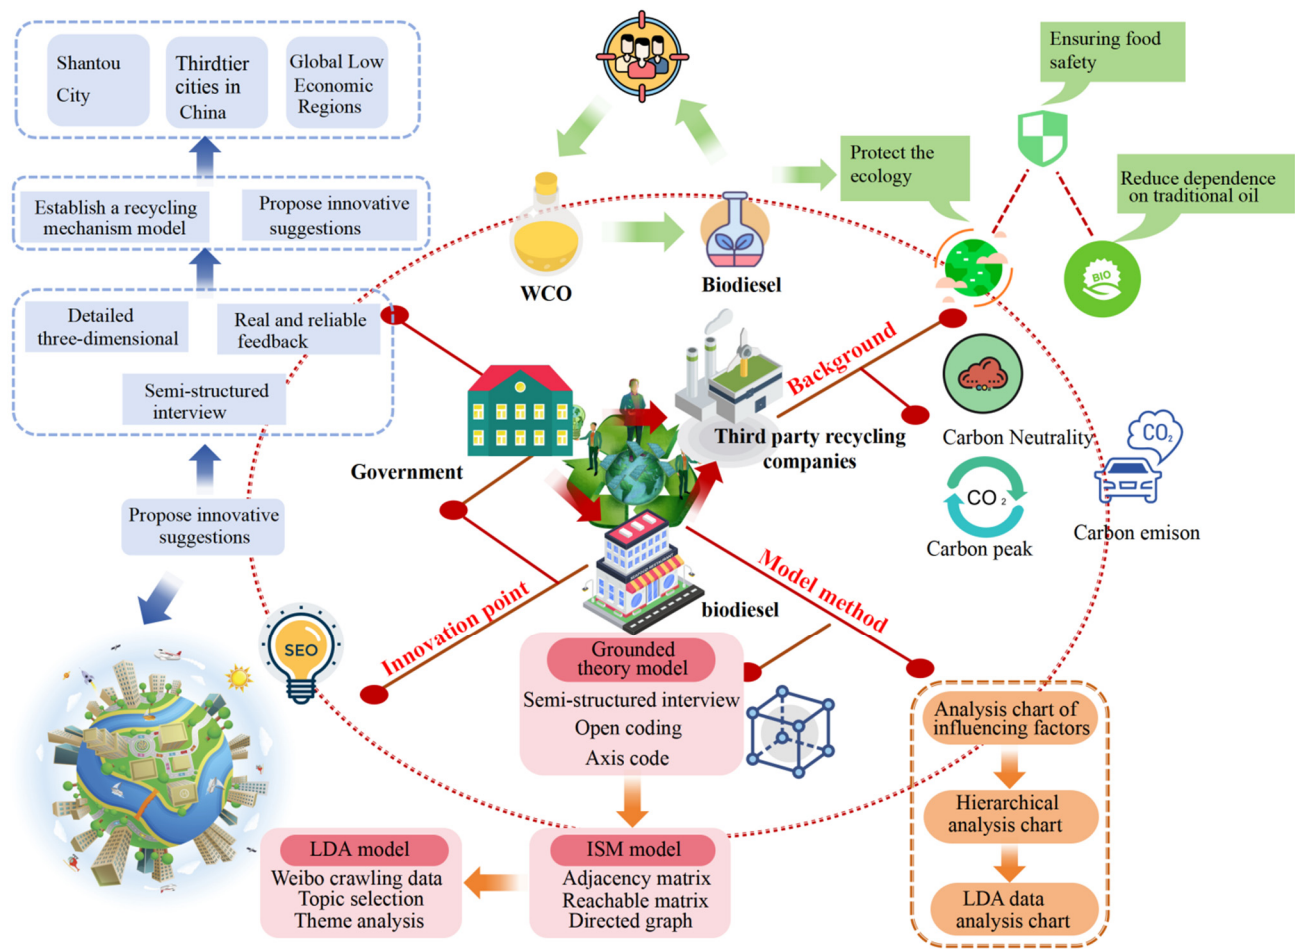 Shantou
City
Thirdtier
cities in
China
Global Low
Economic
Regions
Establish a recycling
mechanism model
Propose innovative
suggestions
Detailed
three-dimensional
Real and reliable
feedback
Semi-structured
interview
Propose innovative
suggestions
SEO
WCO
Biodiesel
Ensuring food
safety
Protect the
ecology
Reduce dependence
on traditional oil
BIO
Background
Government
Third party recycling
companies
CO₂
Carbon Neutrality
CO₂
Carbon peak
CO₂
Carbon emison
Innovation point
biodiesel
Model method
Grounded
theory model
Semi-structured interview
Open coding
Axis code
ISM model
Adjacency matrix
Reachable matrix
Directed graph
LDA model
Weibo crawling data
Topic selection
Theme analysis
Analysis chart of
influencing factors
Hierarchical
analysis chart
LDA data
analysis chart